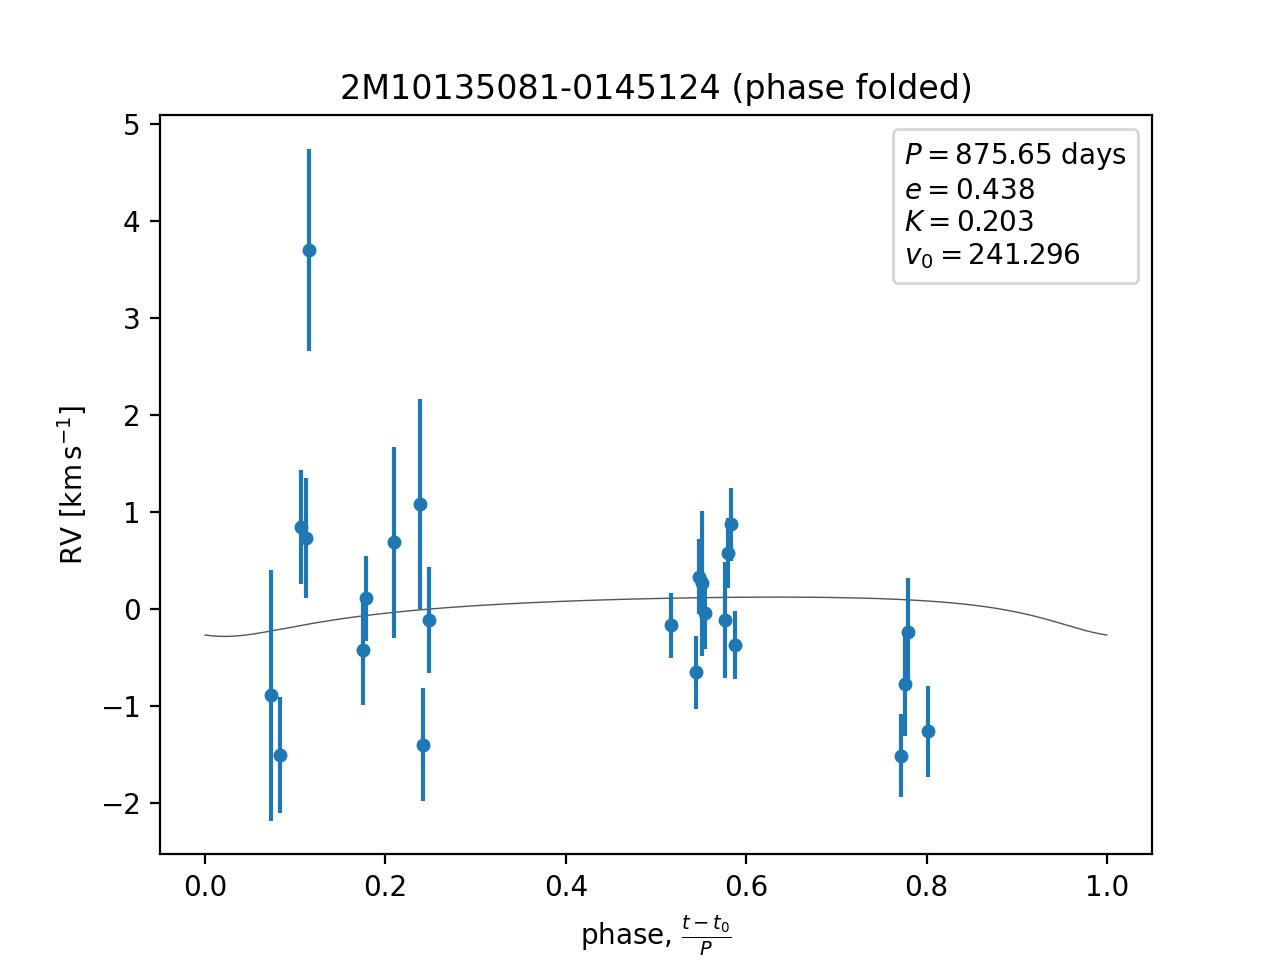 2M10135081-0145124 (phase folded)
P = 875.65 days
e = 0.438
K = 0.203
v₀ = 241.296
5
4
3
2
1
0
−1
−2
RV [km s⁻¹]
0.0 0.2 0.4 0.6 0.8 1.0
phase, (t − t₀)/P